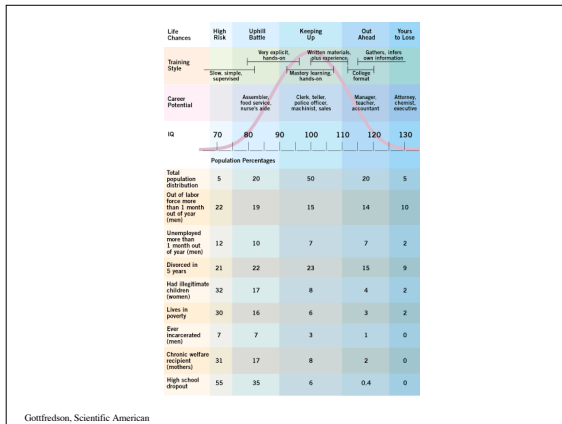 Life Chances High Risk Uphill Battle Keeping Up Out Ahead Yours to Lose
Training Style
Very explicit, hands-on
Written materials, plus experience
Gathers, infers own information
Slow, simple, supervised
Mastery learning, hands-on
College format
Career Potential
Assembler, food service, nurse's aide
Clerk, teller, police officer, machinist, sales
Manager, teacher, accountant
Attorney, chemist, executive
IQ 70 80 90 100 110 120 130
Population Percentages
Total population distribution 5 20 50 20 5
Out of labor force more than 1 month out of year (men) 22 19 15 14 10
Unemployed more than 1 month out of year (men) 12 10 7 7 2
Divorced in 5 years 21 22 23 15 9
Had illegitimate children (women) 32 17 8 4 2
Lives in poverty 30 16 6 3 2
Ever incarcerated (men) 7 7 3 1 0
Chronic welfare recipient (mothers) 31 17 8 2 0
High school dropout 55 35 6 0.4 0
Gottfredson, Scientific American